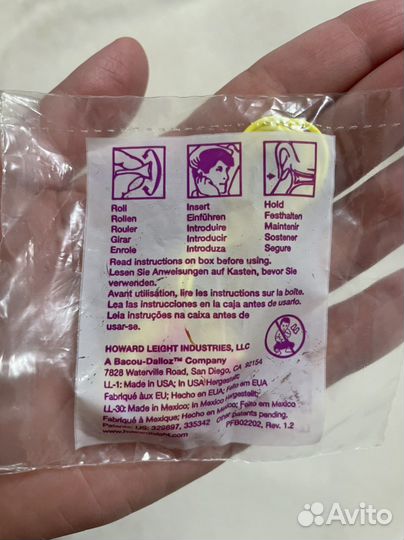 Roll
Rollen
Rouler
Girar
Enrole
Insert
Einführen
Introduire
Introducir
Introduza
Hold
Festhalten
Maintenir
Sostener
Segure
Read instructions on box before using.
Lesen Sie Anweisungen auf Kasten, bevor Sie
verwenden.
Avant utilisation, lire les instructions sur la boîte.
Lea instrucciones en la caja antes de usarlo.
Leia instruções na caixa antes de
usar-se.
HOWARD LEIGHT INDUSTRIES, LLC
A Bacou-Dalloz™ Company
7828 Waterville Road, San Diego, CA 92154
LL-1: Made in USA; In USA Hergestellt;
Fabriqué aux EU; Hecho en EUA; Feito em EUA
LL-30: Made in Mexico; in Mexico Hergestellt;
Fabriqué à Mexique; Hecho en Mexico; Feito em Mexico
Patents: US: 329897, 335342 Other patents pending.
PFB02202, Rev. 1.2
Avito